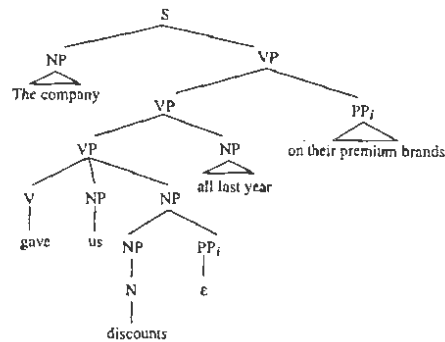 S
NP VP
The company
VP PPi
on their premium brands
VP NP
all last year
V NP NP
gave us NP PPi
N ε
discounts